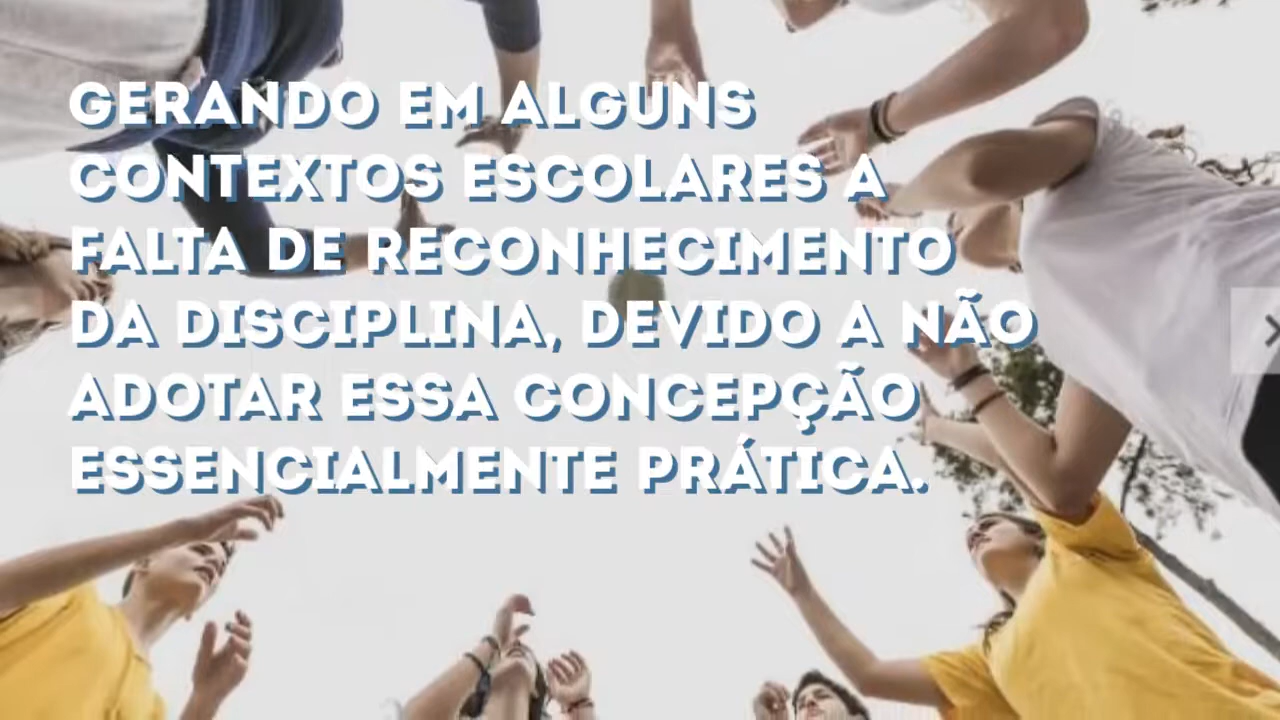 GERANDO EM ALGUNS
CONTEXTOS ESCOLARES A
FALTA DE RECONHECIMENTO
DA DISCIPLINA, DEVIDO A NÃO
ADOTAR ESSA CONCEPÇÃO
ESSENCIALMENTE PRÁTICA.